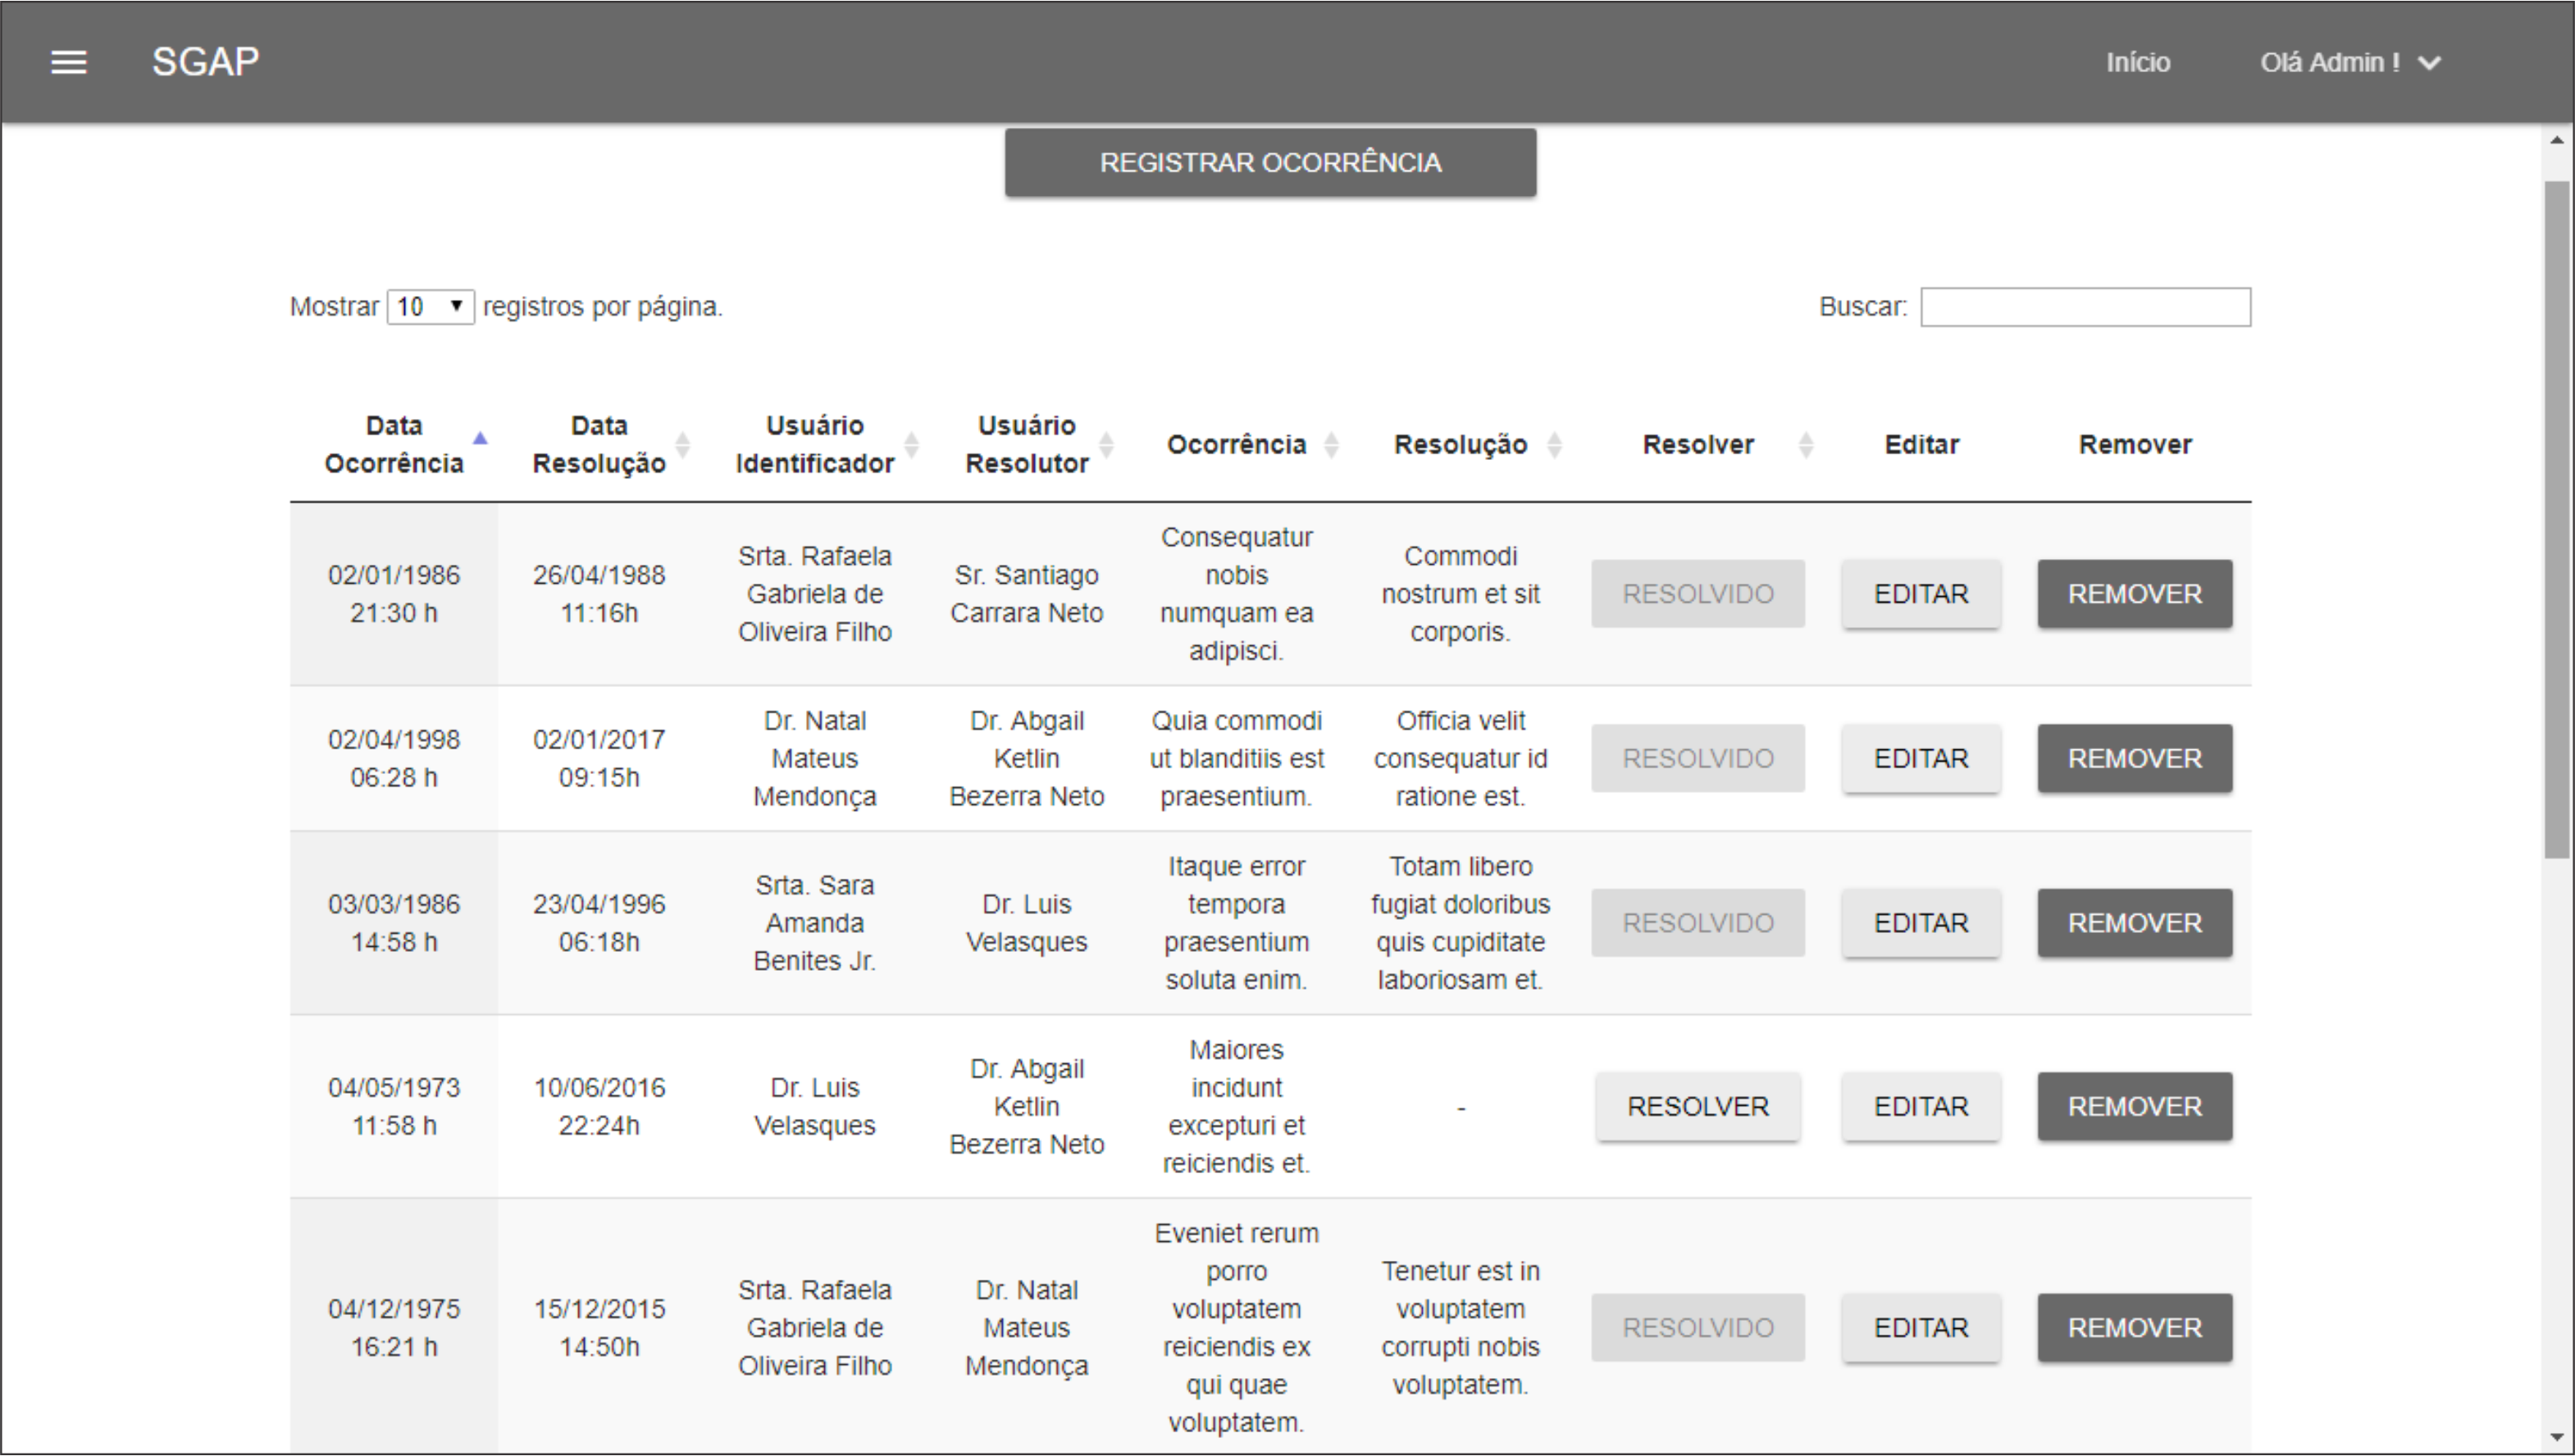 SGAP
Início
Olá Admin !
REGISTRAR OCORRÊNCIA
Mostrar 10 registros por página.
Buscar:
Data
Ocorrência
Data
Resolução
Usuário
Identificador
Usuário
Resolutor
Ocorrência
Resolução
Resolver
Editar
Remover
02/01/1986
21:30 h
26/04/1988
11:16h
Srta. Rafaela
Gabriela de
Oliveira Filho
Sr. Santiago
Carrara Neto
Consequatur
nobis
numquam ea
adipisci.
Commodi
nostrum et sit
corporis.
RESOLVIDO
EDITAR
REMOVER
02/04/1998
06:28 h
02/01/2017
09:15h
Dr. Natal
Mateus
Mendonça
Dr. Abgail
Ketlin
Bezerra Neto
Quia commodi
ut blanditiis est
praesentium.
Officia velit
consequatur id
ratione est.
RESOLVIDO
EDITAR
REMOVER
03/03/1986
14:58 h
23/04/1996
06:18h
Srta. Sara
Amanda
Benites Jr.
Dr. Luis
Velasques
Itaque error
tempora
praesentium
soluta enim.
Totam libero
fugiat doloribus
quis cupiditate
laboriosam et.
RESOLVIDO
EDITAR
REMOVER
04/05/1973
11:58 h
10/06/2016
22:24h
Dr. Luis
Velasques
Dr. Abgail
Ketlin
Bezerra Neto
Maiores
incidunt
excepturi et
reiciendis et.
-
RESOLVER
EDITAR
REMOVER
04/12/1975
16:21 h
15/12/2015
14:50h
Srta. Rafaela
Gabriela de
Oliveira Filho
Dr. Natal
Mateus
Mendonça
Eveniet rerum
porro
voluptatem
reiciendis ex
qui quae
voluptatem.
Tenetur est in
voluptatem
corrupti nobis
voluptatem.
RESOLVIDO
EDITAR
REMOVER